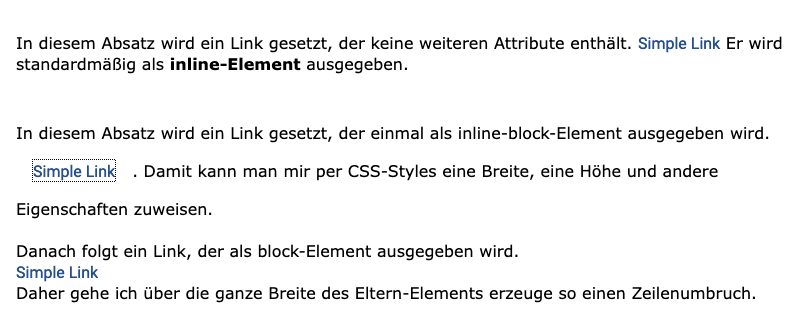 In diesem Absatz wird ein Link gesetzt, der keine weiteren Attribute enthält. Simple Link Er wird
standardmäßig als inline-Element ausgegeben.
In diesem Absatz wird ein Link gesetzt, der einmal als inline-block-Element ausgegeben wird.
Simple Link . Damit kann man mir per CSS-Styles eine Breite, eine Höhe und andere
Eigenschaften zuweisen.
Danach folgt ein Link, der als block-Element ausgegeben wird.
Simple Link
Daher gehe ich über die ganze Breite des Eltern-Elements erzeuge so einen Zeilenumbruch.